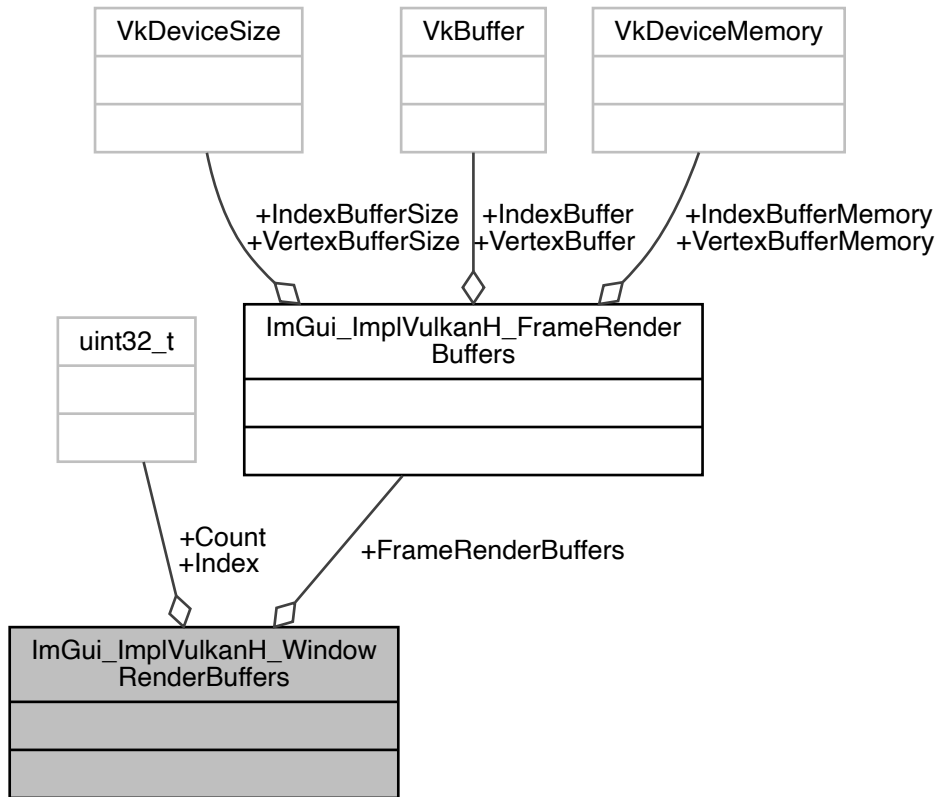 VkDeviceSize
VkBuffer
VkDeviceMemory
+IndexBufferSize
+VertexBufferSize
+IndexBuffer
+VertexBuffer
+IndexBufferMemory
+VertexBufferMemory
uint32_t
ImGui_ImplVulkanH_FrameRender
Buffers
+Count
+Index
+FrameRenderBuffers
ImGui_ImplVulkanH_Window
RenderBuffers